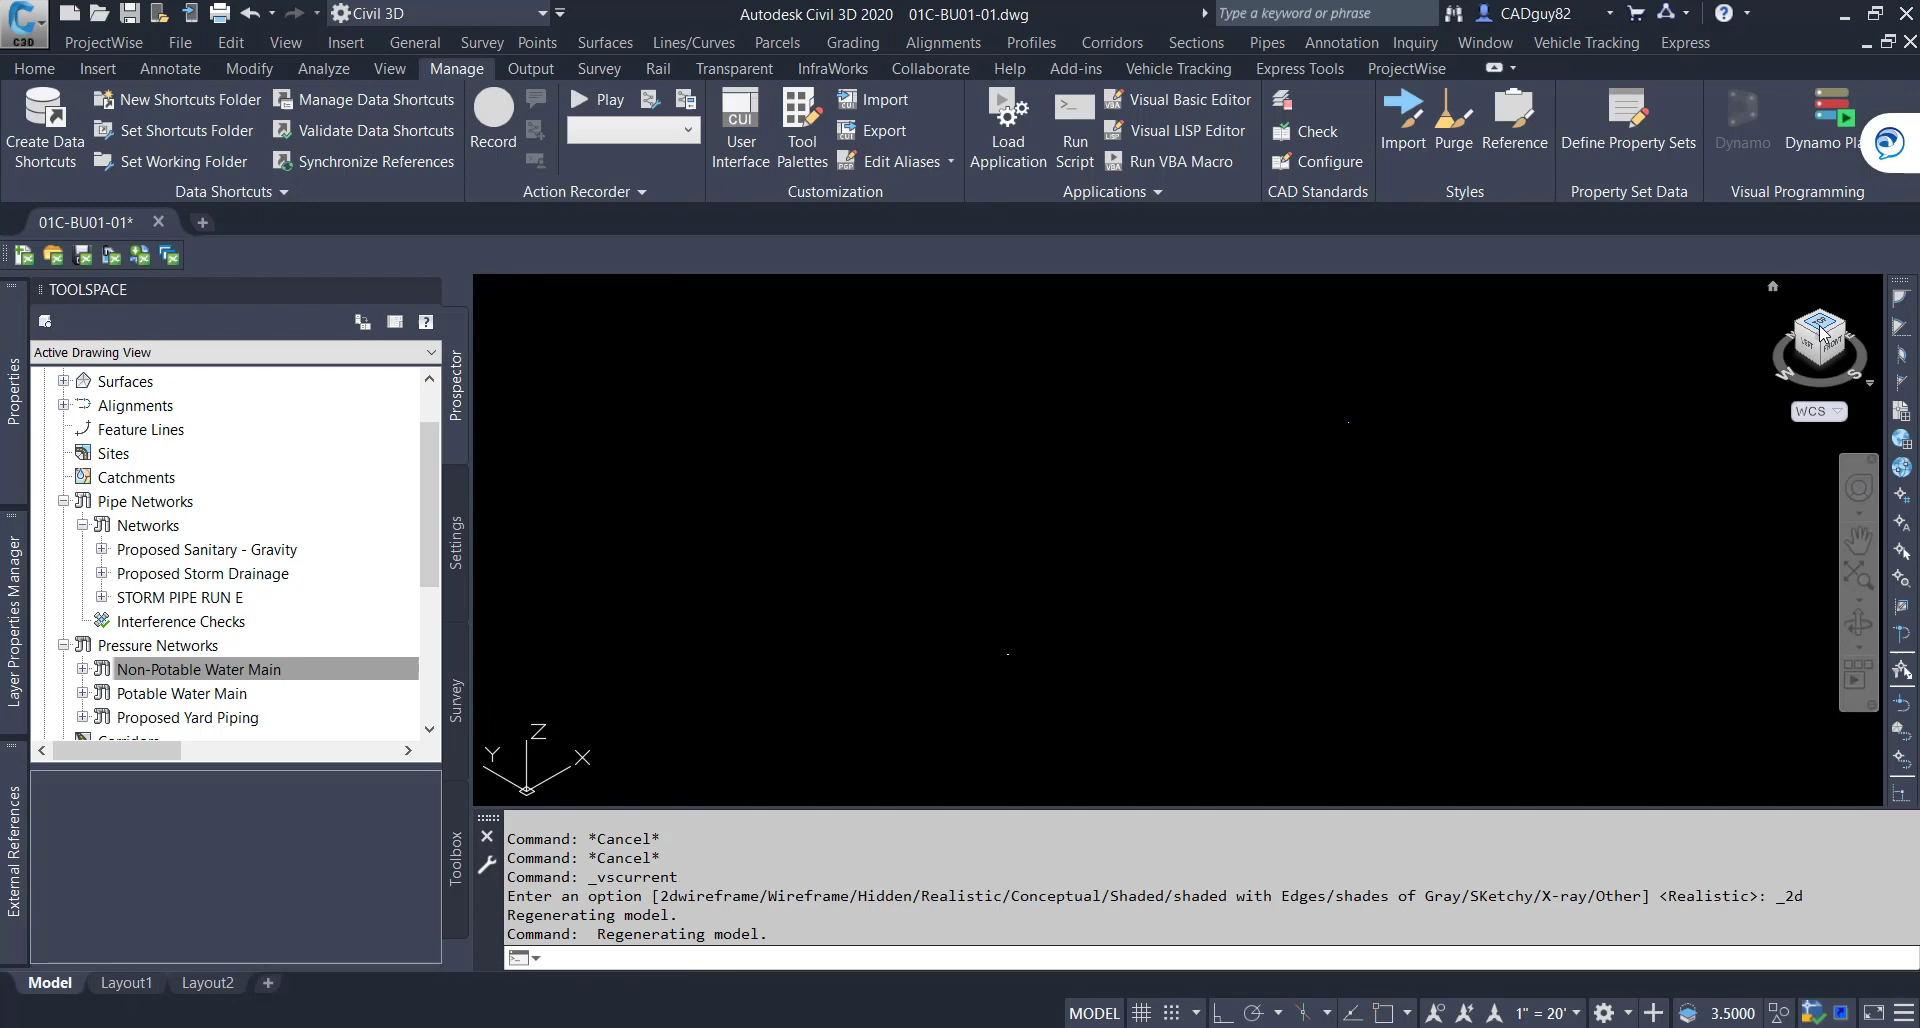 C3D
Civil 3D
Autodesk Civil 3D 2020 01C-BU01-01.dwg
Type a keyword or phrase
CADguy82
ProjectWise File Edit View Insert General Survey Points Surfaces Lines/Curves Parcels Grading Alignments Profiles Corridors Sections Pipes Annotation Inquiry Window Vehicle Tracking Express
Home Insert Annotate Modify Analyze View Manage Output Survey Rail Transparent InfraWorks Collaborate Help Add-ins Vehicle Tracking Express Tools ProjectWise
Create Data
Shortcuts
New Shortcuts Folder
Set Shortcuts Folder
Set Working Folder
Manage Data Shortcuts
Validate Data Shortcuts
Synchronize References
Data Shortcuts
Record
Play
Action Recorder
CUI
User
Interface
Tool
Palettes
Import
Export
Edit Aliases
Customization
Load
Application
Run
Script
Visual Basic Editor
Visual LISP Editor
Run VBA Macro
Applications
Check
Configure
CAD Standards
Import
Purge
Reference
Styles
Define Property Sets
Property Set Data
Dynamo
Dynamo Pla
Visual Programming
01C-BU01-01*
TOOLSPACE
Active Drawing View
Surfaces
Alignments
Feature Lines
Sites
Catchments
Pipe Networks
Networks
Proposed Sanitary - Gravity
Proposed Storm Drainage
STORM PIPE RUN E
Interference Checks
Pressure Networks
Non-Potable Water Main
Potable Water Main
Proposed Yard Piping
Properties
Layer Properties Manager
External References
Prospector
Settings
Survey
Toolbox
TOP
LEFT
FRONT
W
S
WCS
Z
Y
X
Command: *Cancel*
Command: *Cancel*
Command: _vscurrent
Enter an option [2dwireframe/Wireframe/Hidden/Realistic/Conceptual/Shaded/shaded with Edges/shades of Gray/SKetchy/X-ray/Other] <Realistic>: _2d
Regenerating model.
Command:  Regenerating model.
Model Layout1 Layout2
MODEL
1" = 20'
3.5000